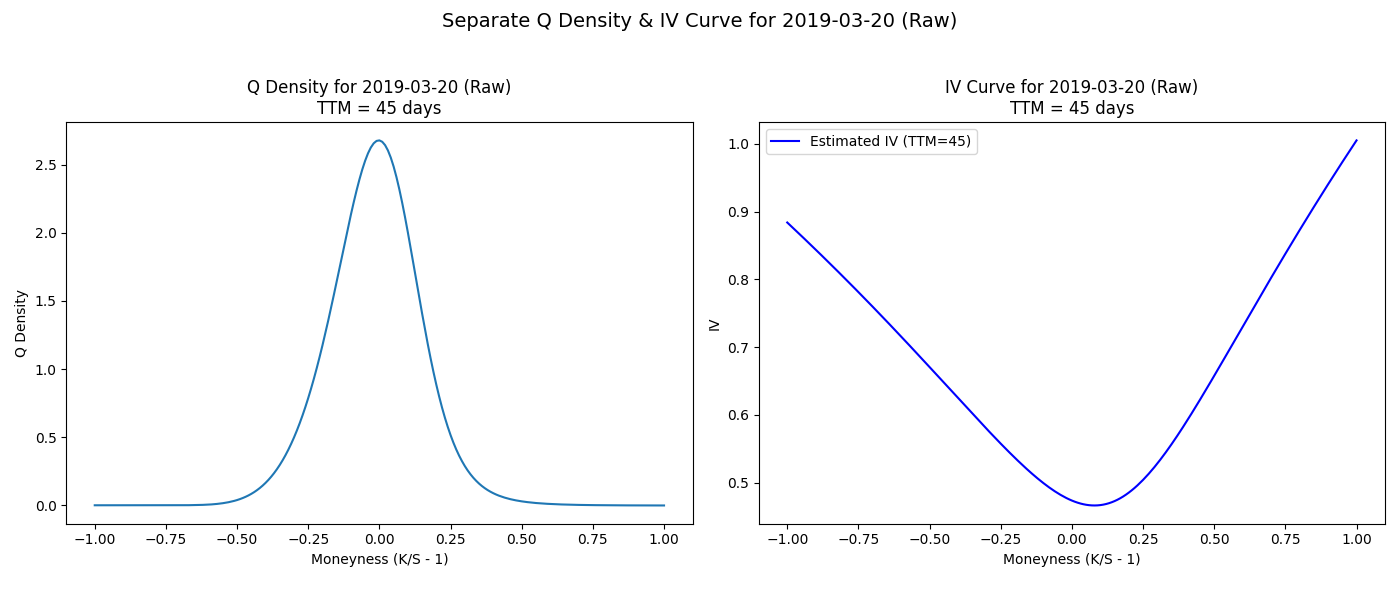 Separate Q Density & IV Curve for 2019-03-20 (Raw)
Q Density for 2019-03-20 (Raw)
TTM = 45 days
2.5
2.0
1.5
1.0
0.5
0.0
Q Density
−1.00 −0.75 −0.50 −0.25 0.00 0.25 0.50 0.75 1.00
Moneyness (K/S - 1)
IV Curve for 2019-03-20 (Raw)
TTM = 45 days
Estimated IV (TTM=45)
1.0
0.9
0.8
0.7
0.6
0.5
IV
−1.00 −0.75 −0.50 −0.25 0.00 0.25 0.50 0.75 1.00
Moneyness (K/S - 1)